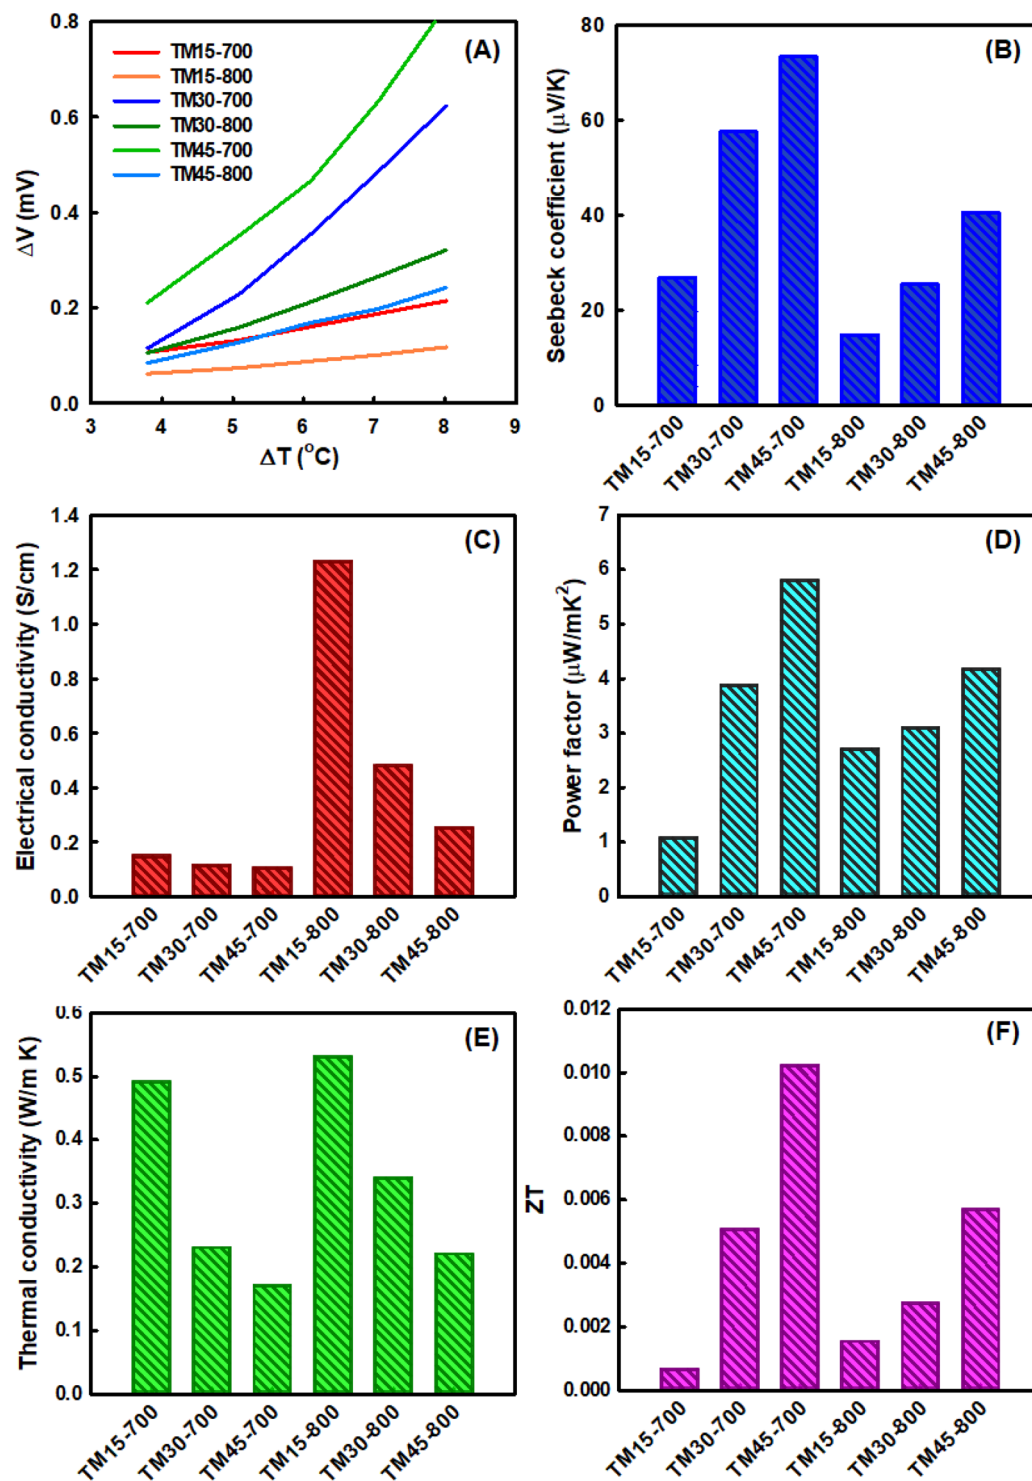 0.8
0.6
0.4
0.2
0.0
ΔV (mV)
TM15-700
TM15-800
TM30-700
TM30-800
TM45-700
TM45-800
(A)
3 4 5 6 7 8 9
ΔT (°C)
80
60
40
20
0
Seebeck coefficient (μV/K)
(B)
TM15-700 TM30-700 TM45-700 TM15-800 TM30-800 TM45-800
1.4
1.2
1.0
0.8
0.6
0.4
0.2
0.0
Electrical conductivity (S/cm)
(C)
TM15-700 TM30-700 TM45-700 TM15-800 TM30-800 TM45-800
7
6
5
4
3
2
1
0
Power factor (μW/mK²)
(D)
TM15-700 TM30-700 TM45-700 TM15-800 TM30-800 TM45-800
0.6
0.5
0.4
0.3
0.2
0.1
0.0
Thermal conductivity (W/m K)
(E)
TM15-700 TM30-700 TM45-700 TM15-800 TM30-800 TM45-800
0.012
0.010
0.008
0.006
0.004
0.002
0.000
ZT
(F)
TM15-700 TM30-700 TM45-700 TM15-800 TM30-800 TM45-800